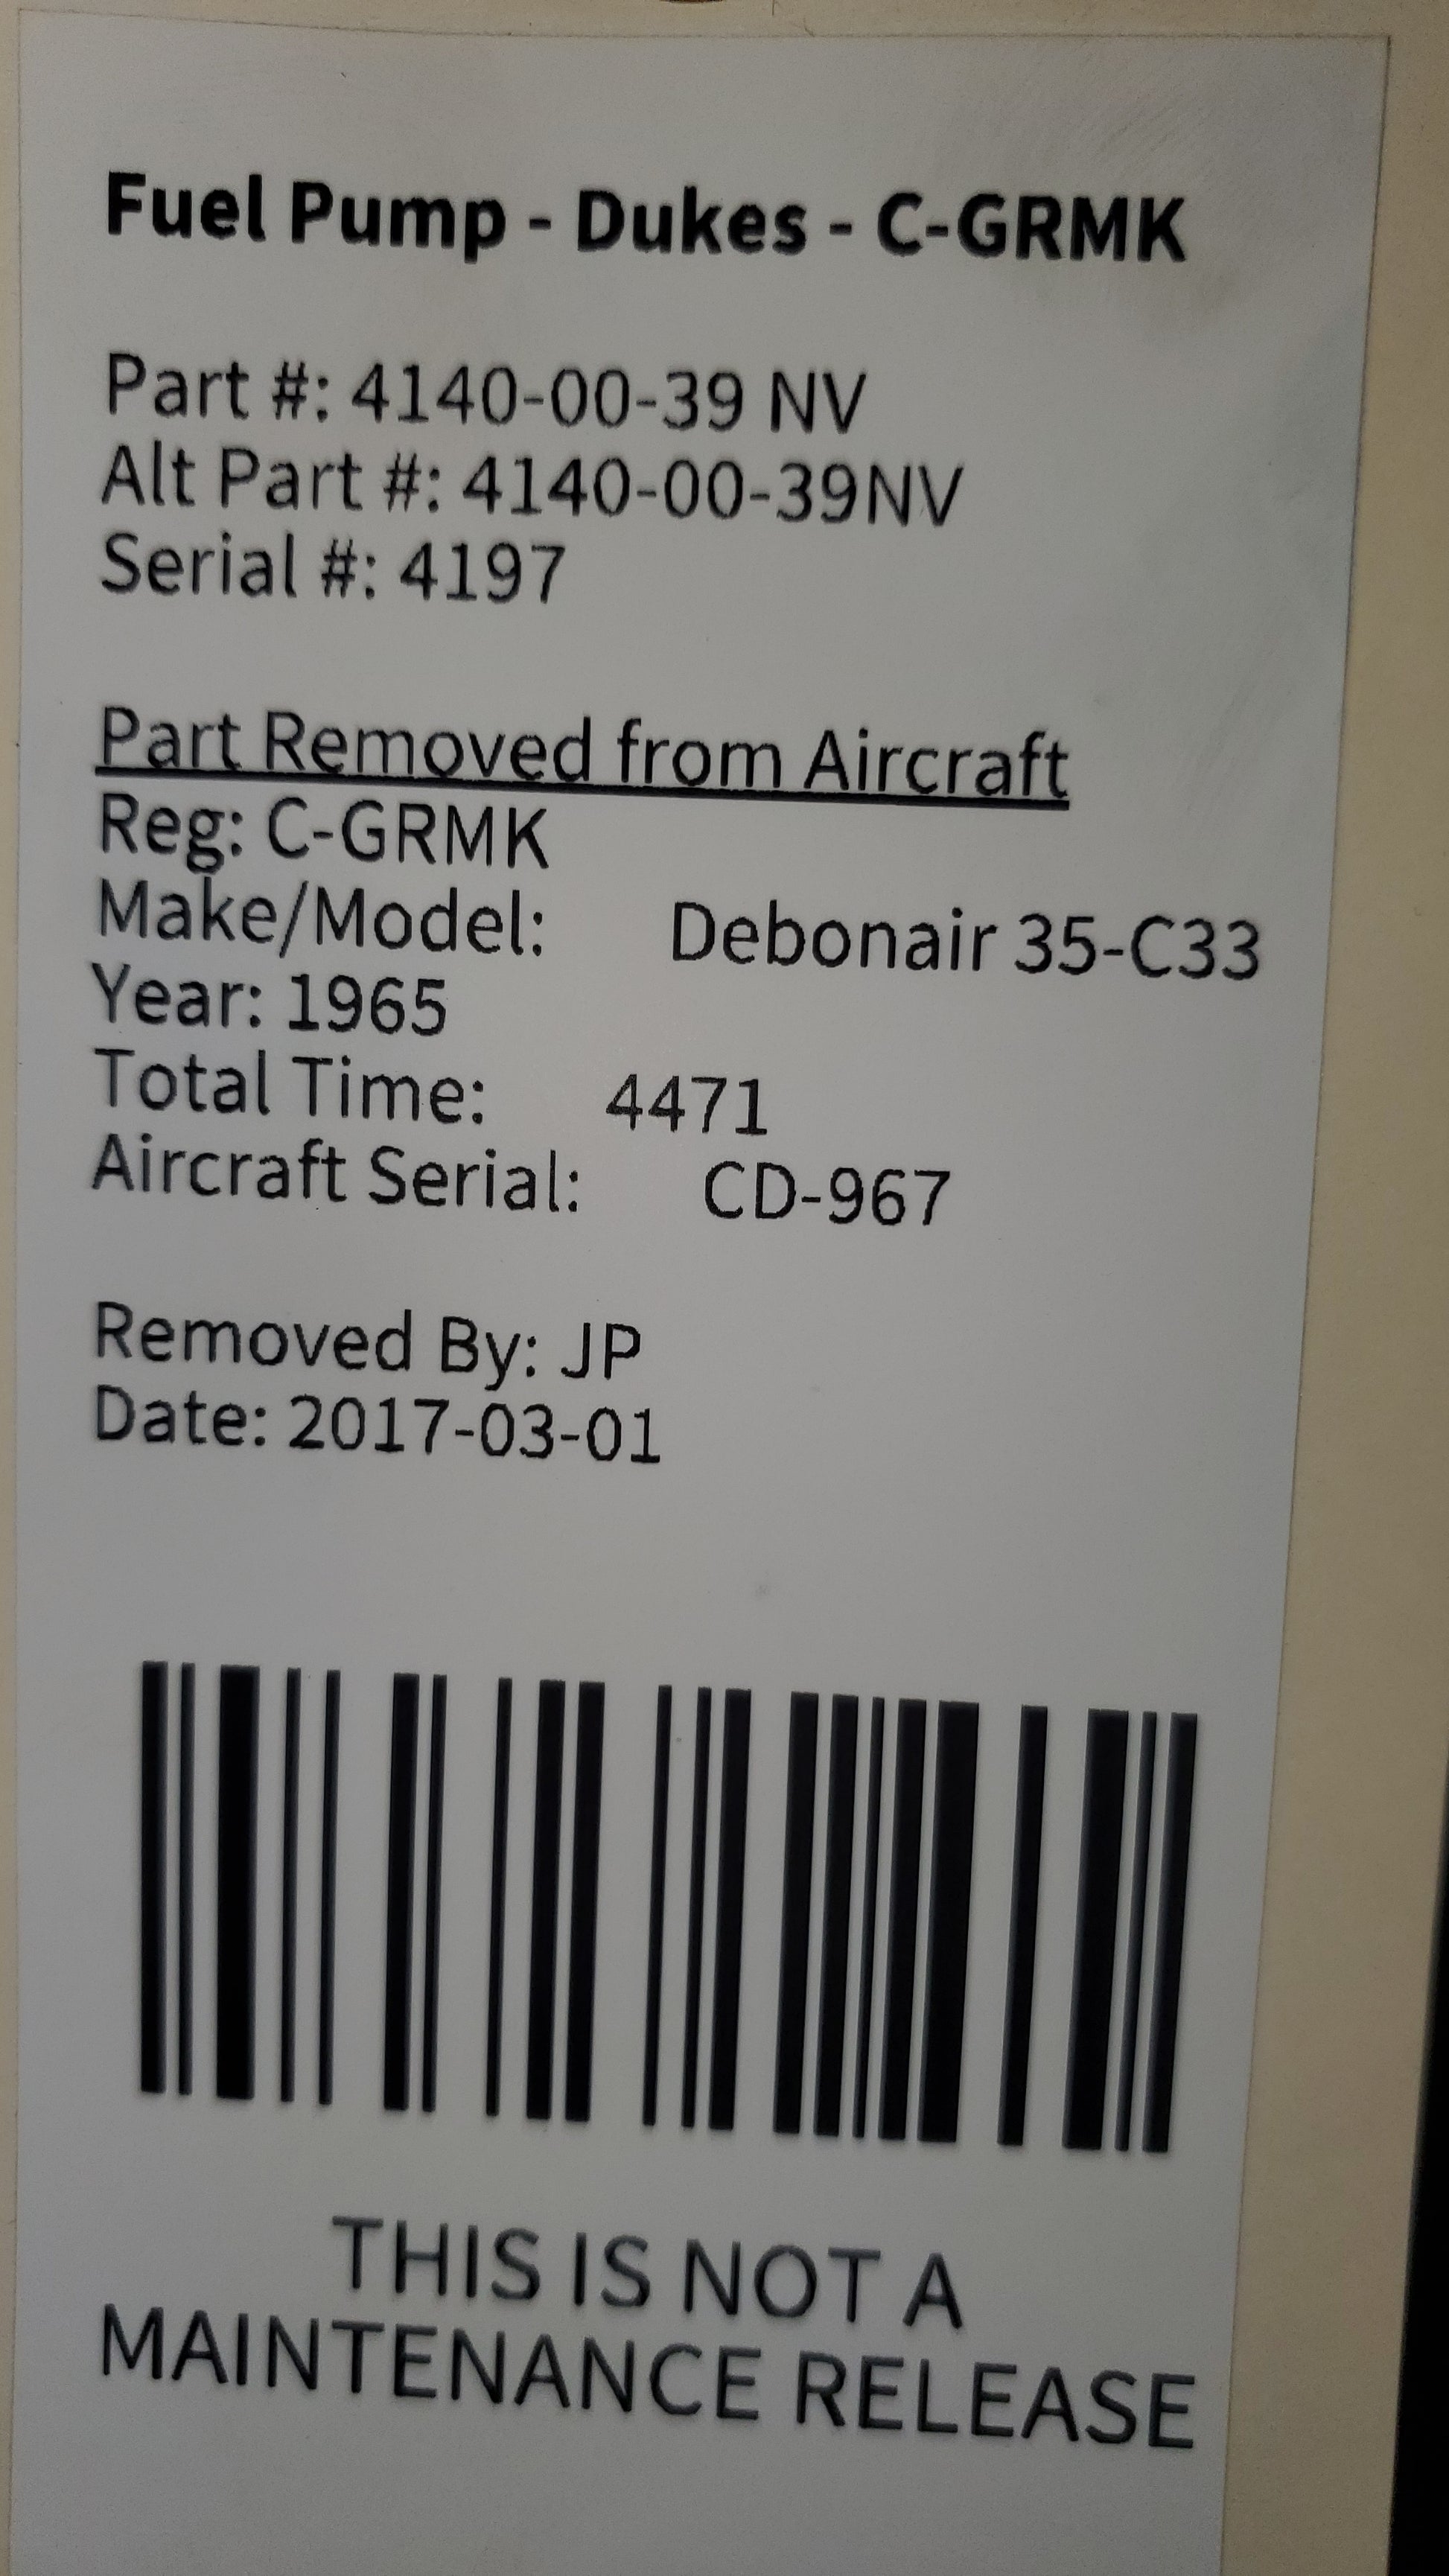 Fuel Pump - Dukes - C-GRMK
Part #: 4140-00-39 NV
Alt Part #: 4140-00-39NV
Serial #: 4197
Part Removed from Aircraft
Reg: C-GRMK
Make/Model: Debonair 35-C33
Year: 1965
Total Time: 4471
Aircraft Serial: CD-967
Removed By: JP
Date: 2017-03-01
THIS IS NOT A
MAINTENANCE RELEASE